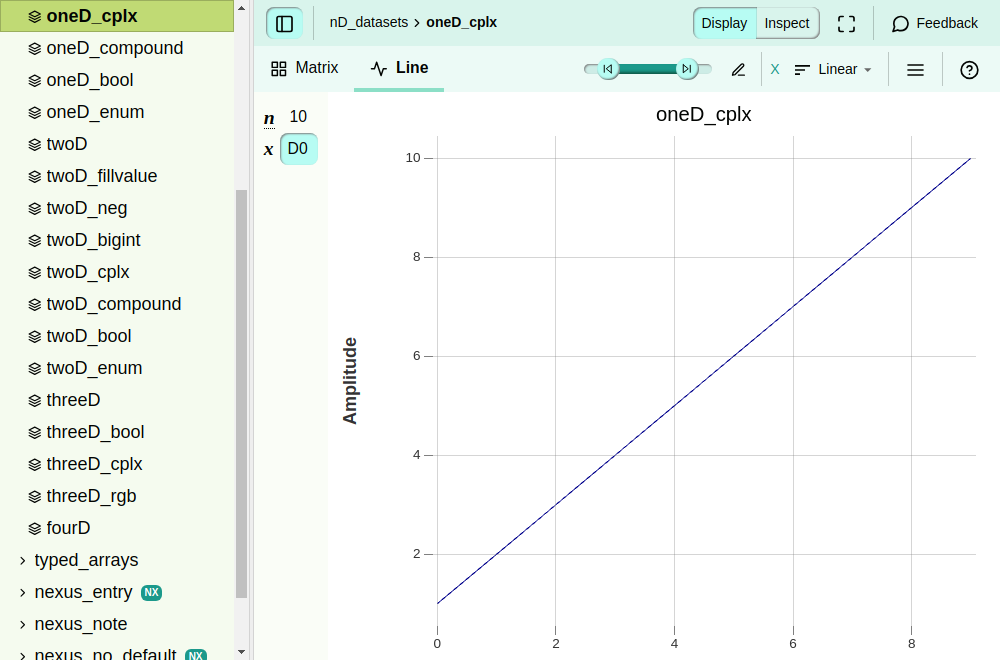 oneD_cplx
oneD_compound
oneD_bool
oneD_enum
twoD
twoD_fillvalue
twoD_neg
twoD_bigint
twoD_cplx
twoD_compound
twoD_bool
twoD_enum
threeD
threeD_bool
threeD_cplx
threeD_rgb
fourD
typed_arrays
nexus_entry NX
nexus_note
nexus_no_default NX
nD_datasets › oneD_cplx
Display Inspect
Feedback
Matrix
Line
X
Linear
n 10
x D0
oneD_cplx
Amplitude
10
8
6
4
2
0 2 4 6 8